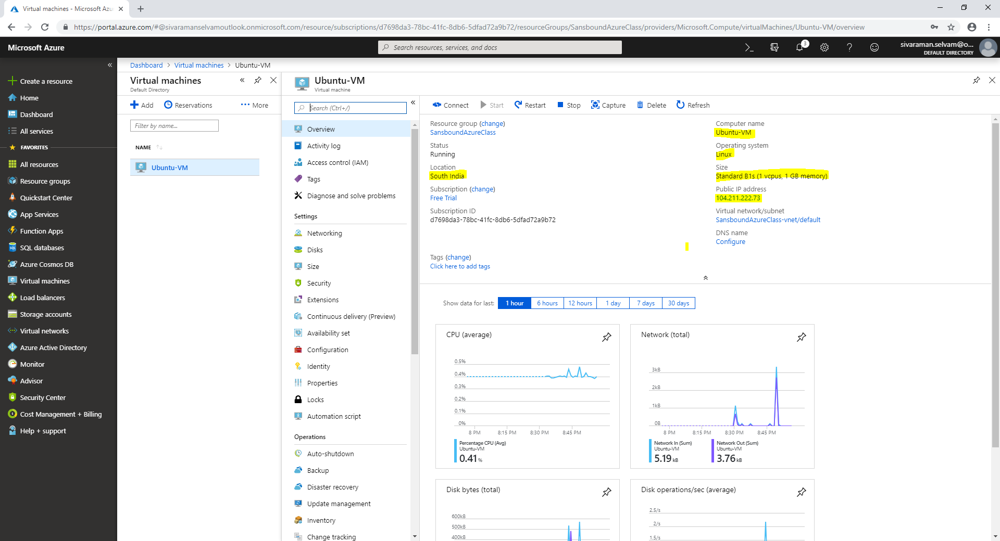 Virtual machines - Microsoft Azu
https://portal.azure.com/#@sivaramanselvamoutlook.onmicrosoft.com/resource/subscriptions/d7698da3-78bc-41fc-8db6-5dfad72a9b72/resourceGroups/SansboundAzureClass/providers/Microsoft.Compute/virtualMachines/Ubuntu-VM/overview
Microsoft Azure
Search resources, services, and docs
3
sivaraman.selvam@o...
DEFAULT DIRECTORY
Create a resource
Home
Dashboard
All services
FAVORITES
All resources
Resource groups
Quickstart Center
App Services
Function Apps
SQL databases
Azure Cosmos DB
Virtual machines
Load balancers
Storage accounts
Virtual networks
Azure Active Directory
Monitor
Advisor
Security Center
Cost Management + Billing
Help + support
Dashboard > Virtual machines > Ubuntu-VM
Virtual machines
Default Directory
Add Reservations More
Filter by name...
NAME
Ubuntu-VM
Ubuntu-VM
Virtual machine
Search (Ctrl+/)
Overview
Activity log
Access control (IAM)
Tags
Diagnose and solve problems
Settings
Networking
Disks
Size
Security
Extensions
Continuous delivery (Preview)
Availability set
Configuration
Identity
Properties
Locks
Automation script
Operations
Auto-shutdown
Backup
Disaster recovery
Update management
Inventory
Change tracking
Connect Start Restart Stop Capture Delete Refresh
Resource group (change)
SansboundAzureClass
Status
Running
Location
South India
Subscription (change)
Free Trial
Subscription ID
d7698da3-78bc-41fc-8db6-5dfad72a9b72
Computer name
Ubuntu-VM
Operating system
Linux
Size
Standard B1s (1 vcpus, 1 GB memory)
Public IP address
104.211.222.73
Virtual network/subnet
SansboundAzureClass-vnet/default
DNS name
Configure
Tags (change)
Click here to add tags
Show data for last: 1 hour 6 hours 12 hours 1 day 7 days 30 days
CPU (average)
0.5%
0.4%
0.3%
0.2%
0.1%
0%
8 PM 8:15 PM 8:30 PM 8:45 PM
Percentage CPU (Avg)
Ubuntu-VM
0.41 %
Network (total)
3kB
2kB
1kB
0B
8 PM 8:15 PM 8:30 PM 8:45 PM
Network In (Sum)
Ubuntu-VM
5.19 kB
Network Out (Sum)
Ubuntu-VM
3.76 kB
Disk bytes (total)
600kB
500kB
400kB
Disk operations/sec (average)
2.5/s
2/s
1.5/s